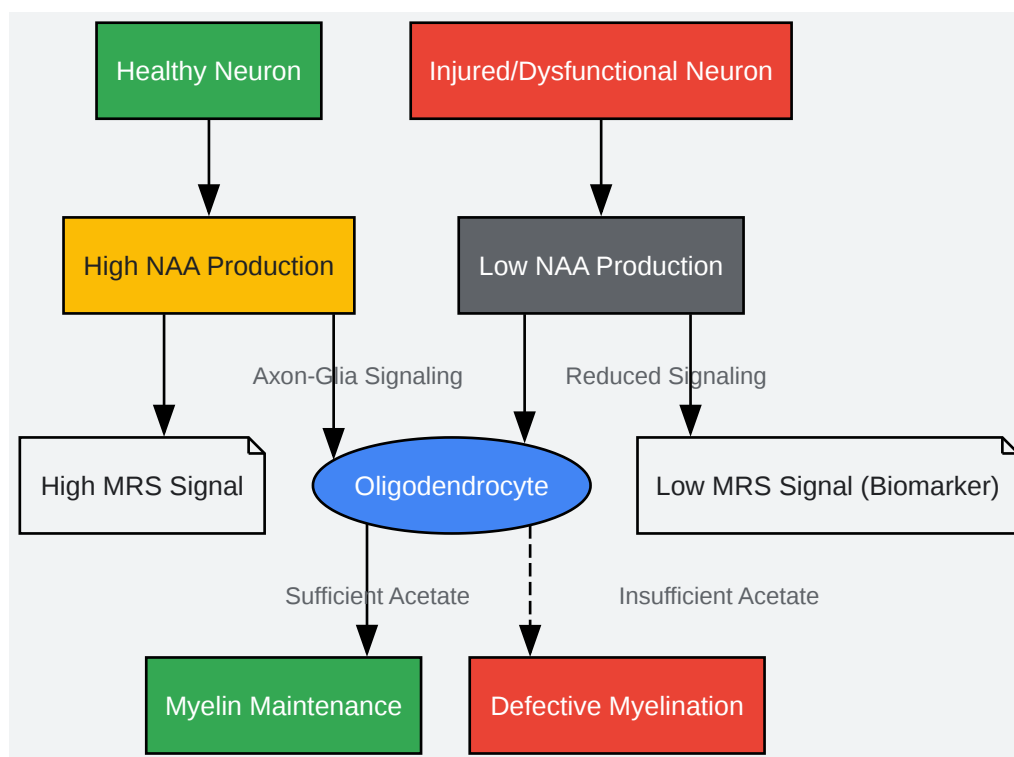 Healthy Neuron
Injured/Dysfunctional Neuron
High NAA Production
Low NAA Production
Axon-Glia Signaling
Reduced Signaling
High MRS Signal
Oligodendrocyte
Low MRS Signal (Biomarker)
Sufficient Acetate
Insufficient Acetate
Myelin Maintenance
Defective Myelination